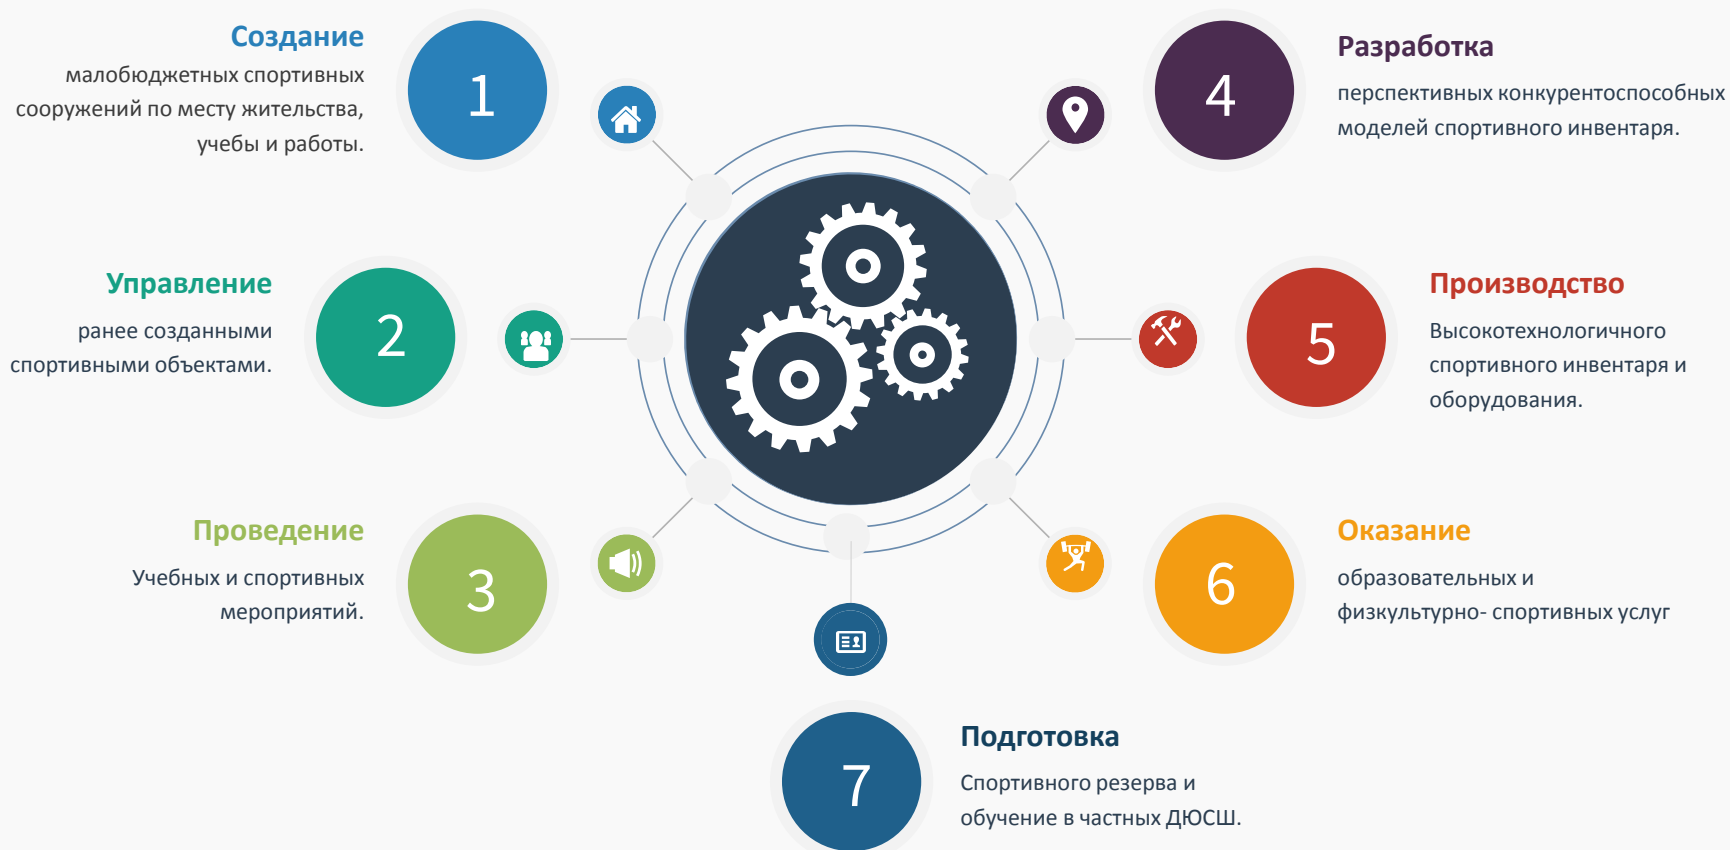 1
Создание
малобюджетных спортивных
сооружений по месту жительства,
учебы и работы.
2
Управление
ранее созданными
спортивными объектами.
3
Проведение
Учебных и спортивных
мероприятий.
4
Разработка
перспективных конкурентоспособных
моделей спортивного инвентаря.
5
Производство
Высокотехнологичного
спортивного инвентаря и
оборудования.
6
Оказание
образовательных и
физкультурно- спортивных услуг
7
Подготовка
Спортивного резерва и
обучение в частных ДЮСШ.